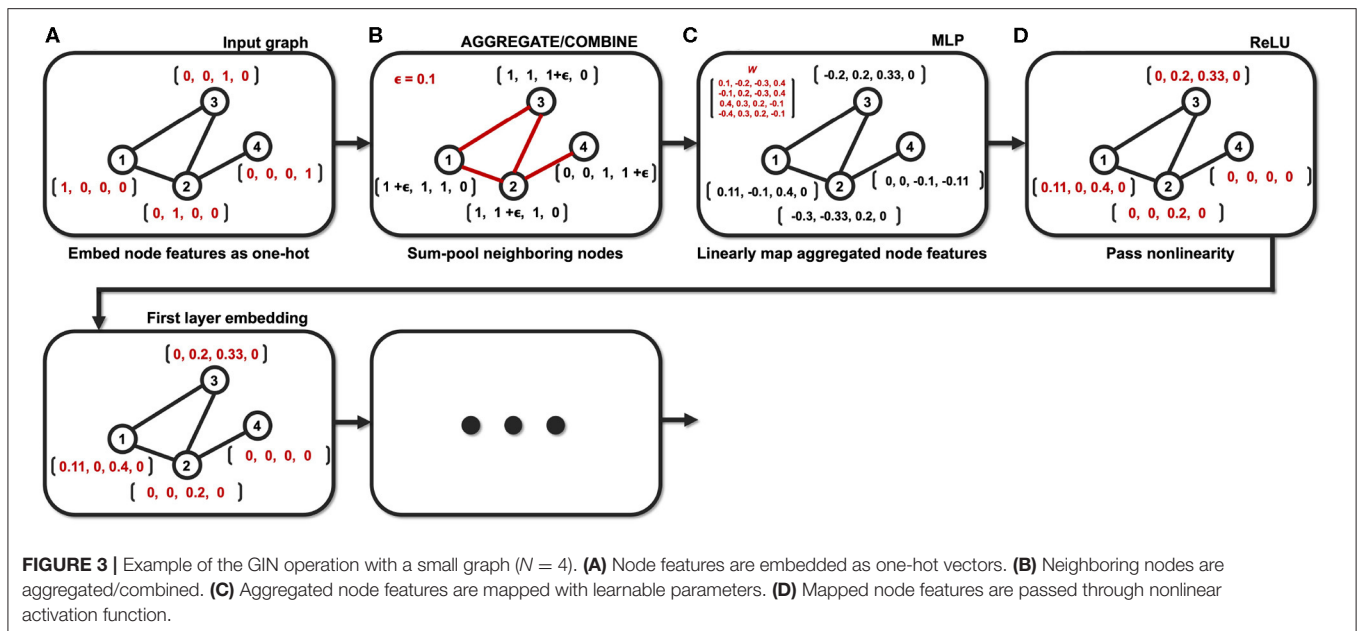 A
Input graph
[0, 0, 1, 0]
3
1
4
2
[1, 0, 0, 0]
[0, 0, 0, 1]
[0, 1, 0, 0]
Embed node features as one-hot
B
AGGREGATE/COMBINE
ϵ = 0.1
[1, 1, 1+ϵ, 0]
3
1
4
2
[1 +ϵ, 1, 1, 0]
[0, 0, 1, 1 +ϵ]
[1, 1 +ϵ, 1, 0]
Sum-pool neighboring nodes
C
MLP
W
0.1, -0.2, -0.3, 0.4
-0.1, 0.2, -0.3, 0.4
0.4, 0.3, 0.2, -0.1
-0.4, 0.3, 0.2, -0.1
[-0.2, 0.2, 0.33, 0]
3
1
4
2
[0.11, -0.1, 0.4, 0]
[0, 0, -0.1, -0.11]
[-0.3, -0.33, 0.2, 0]
Linearly map aggregated node features
D
ReLU
[0, 0.2, 0.33, 0]
3
1
4
2
[0.11, 0, 0.4, 0]
[0, 0, 0, 0]
[0, 0, 0.2, 0]
Pass nonlinearity
First layer embedding
[0, 0.2, 0.33, 0]
3
1
4
2
[0.11, 0, 0.4, 0]
[0, 0, 0, 0]
[0, 0, 0.2, 0]
FIGURE 3 | Example of the GIN operation with a small graph (N = 4). (A) Node features are embedded as one-hot vectors. (B) Neighboring nodes are
aggregated/combined. (C) Aggregated node features are mapped with learnable parameters. (D) Mapped node features are passed through nonlinear
activation function.